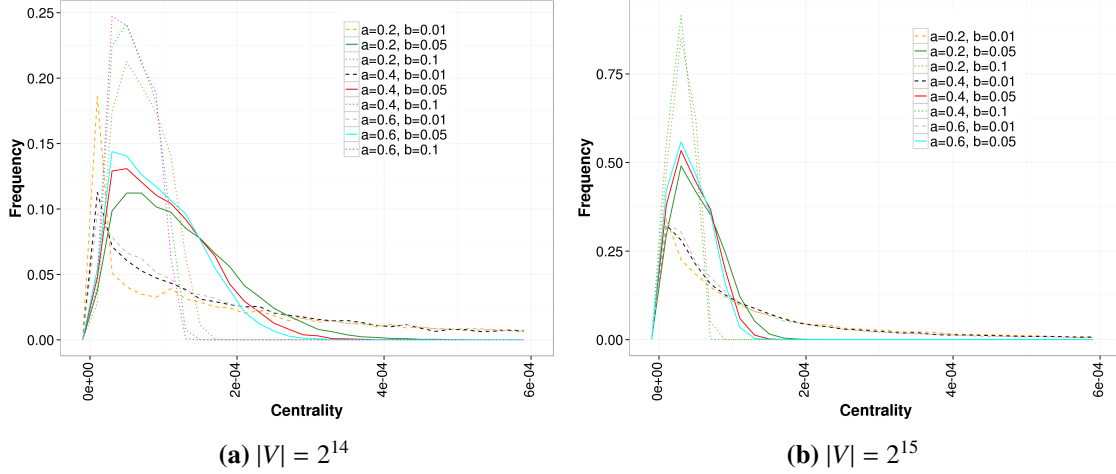 0.25
0.20
0.15
0.10
0.05
0.00
Frequency
a=0.2, b=0.01
a=0.2, b=0.05
a=0.2, b=0.1
a=0.4, b=0.01
a=0.4, b=0.05
a=0.4, b=0.1
a=0.6, b=0.01
a=0.6, b=0.05
a=0.6, b=0.1
0e+00
2e-04
4e-04
6e-04
Centrality
(a) |V| = 2¹⁴
0.75
0.50
0.25
0.00
Frequency
a=0.2, b=0.01
a=0.2, b=0.05
a=0.2, b=0.1
a=0.4, b=0.01
a=0.4, b=0.05
a=0.4, b=0.1
a=0.6, b=0.01
a=0.6, b=0.05
0e+00
2e-04
4e-04
6e-04
Centrality
(b) |V| = 2¹⁵